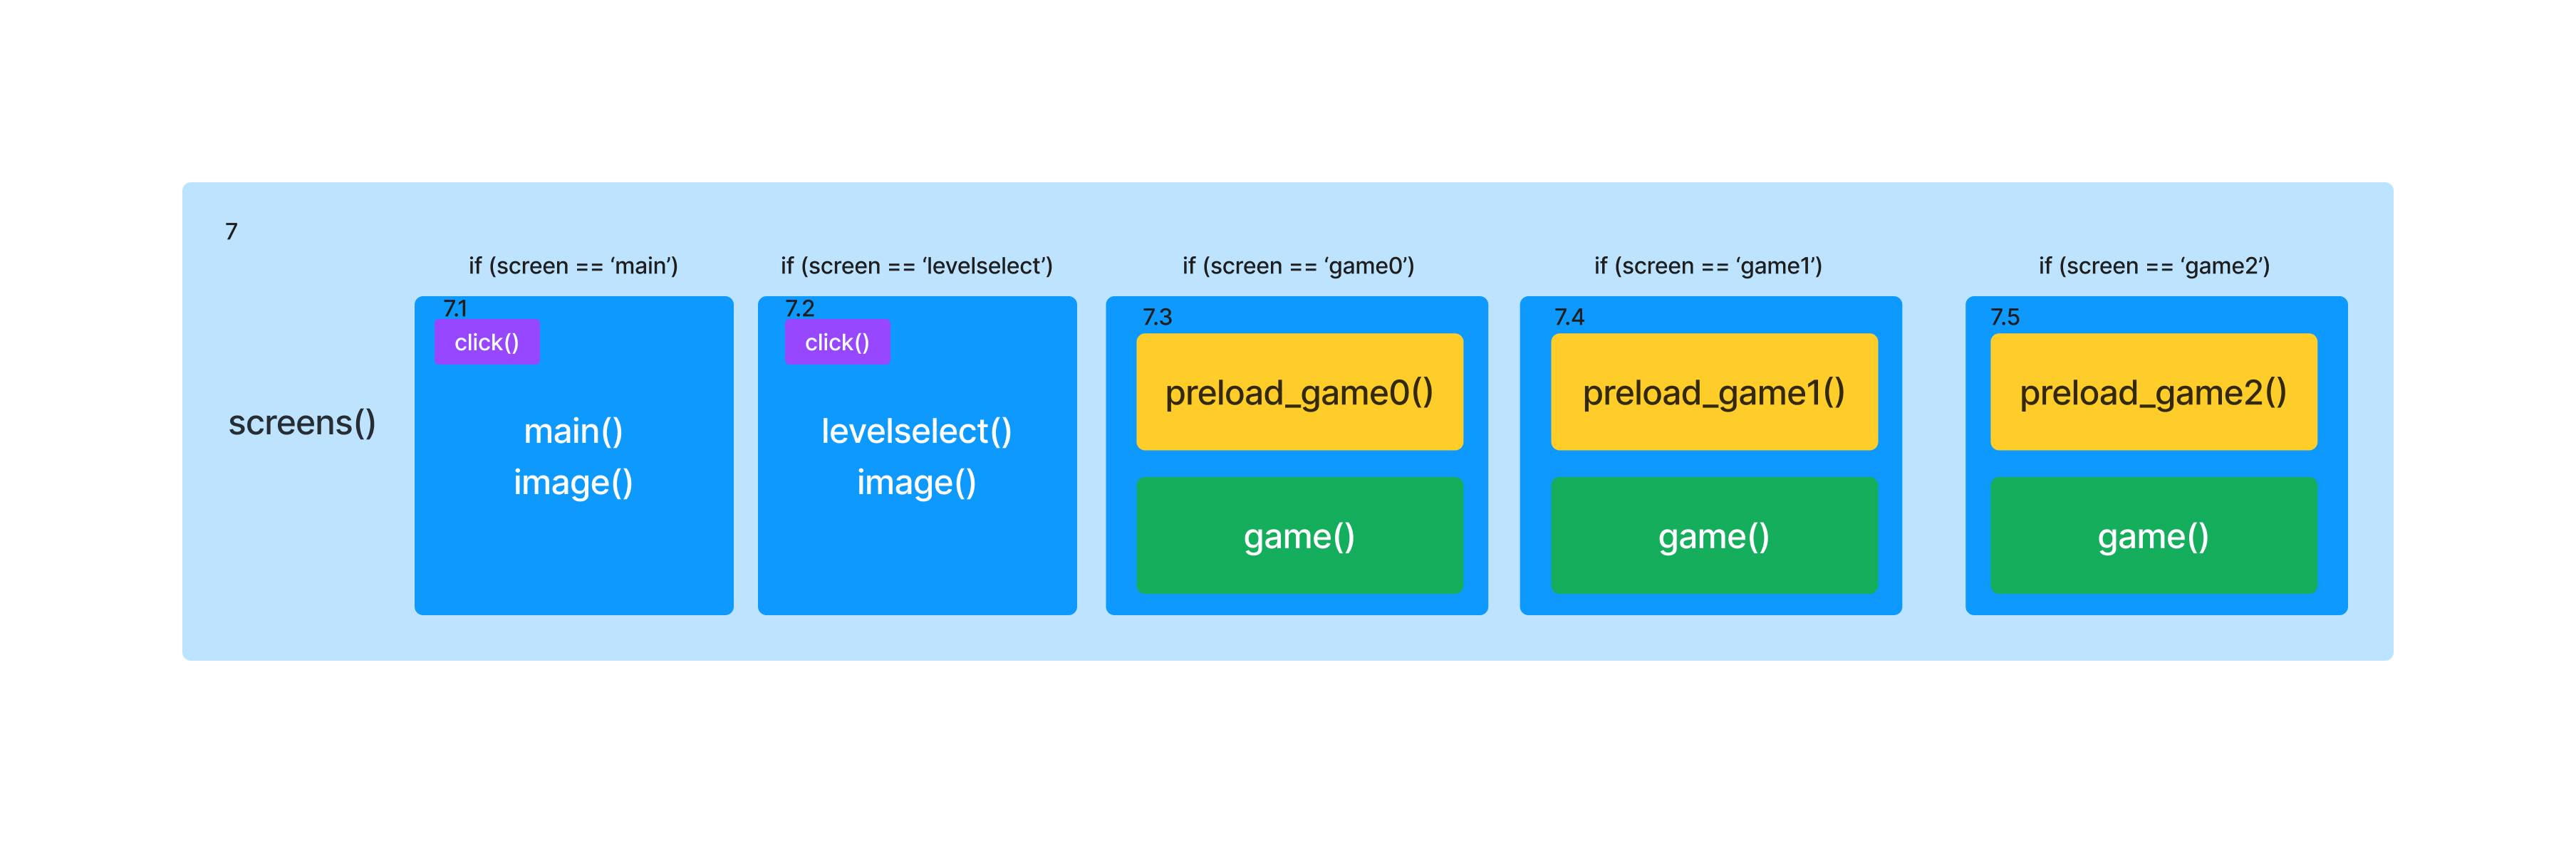 7
screens()
if (screen == ‘main’)
7.1
click()
main()
image()
if (screen == ‘levelselect’)
7.2
click()
levelselect()
image()
if (screen == ‘game0’)
7.3
preload_game0()
game()
if (screen == ‘game1’)
7.4
preload_game1()
game()
if (screen == ‘game2’)
7.5
preload_game2()
game()